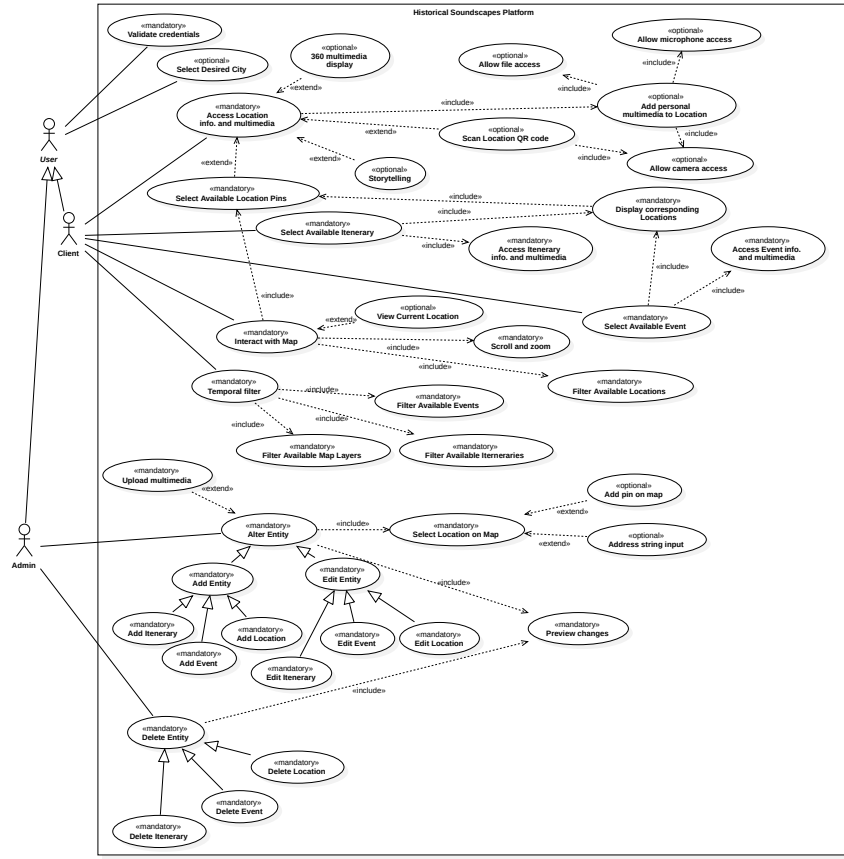 Historical Soundscapes Platform
«mandatory»
Validate credentials
«optional»
Select Desired City
«optional»
360 multimedia
display
«optional»
Allow file access
«optional»
Allow microphone access
«include»
«include»
«extend»
«mandatory»
Access Location
info. and multimedia
«include»
«optional»
Add personal
multimedia to Location
«extend»
«optional»
Scan Location QR code
«include»
«include»
«optional»
Allow camera access
User
«extend»
«extend»
«optional»
Storytelling
«mandatory»
Select Available Location Pins
«include»
«include»
«mandatory»
Display corresponding
Locations
Client
«mandatory»
Select Available Itenerary
«include»
«mandatory»
Access Itenerary
info. and multimedia
«mandatory»
Access Event info.
and multimedia
«include»
«include»
«include»
«optional»
View Current Location
«extend»
«mandatory»
Select Available Event
«mandatory»
Interact with Map
«include»
«mandatory»
Scroll and zoom
«include»
«mandatory»
Filter Available Locations
«mandatory»
Temporal filter
«include»
«mandatory»
Filter Available Events
«include»
«include»
«mandatory»
Filter Available Map Layers
«mandatory»
Filter Available Iterneraries
«mandatory»
Upload multimedia
«extend»
«optional»
Add pin on map
«extend»
«mandatory»
Alter Entity
«include»
«mandatory»
Select Location on Map
«extend»
«optional»
Address string input
Admin
«mandatory»
Add Entity
«mandatory»
Edit Entity
«include»
«mandatory»
Add Itenerary
«mandatory»
Add Event
«mandatory»
Add Location
«mandatory»
Edit Itenerary
«mandatory»
Edit Event
«mandatory»
Edit Location
«mandatory»
Preview changes
«include»
«mandatory»
Delete Entity
«mandatory»
Delete Location
«mandatory»
Delete Event
«mandatory»
Delete Itenerary